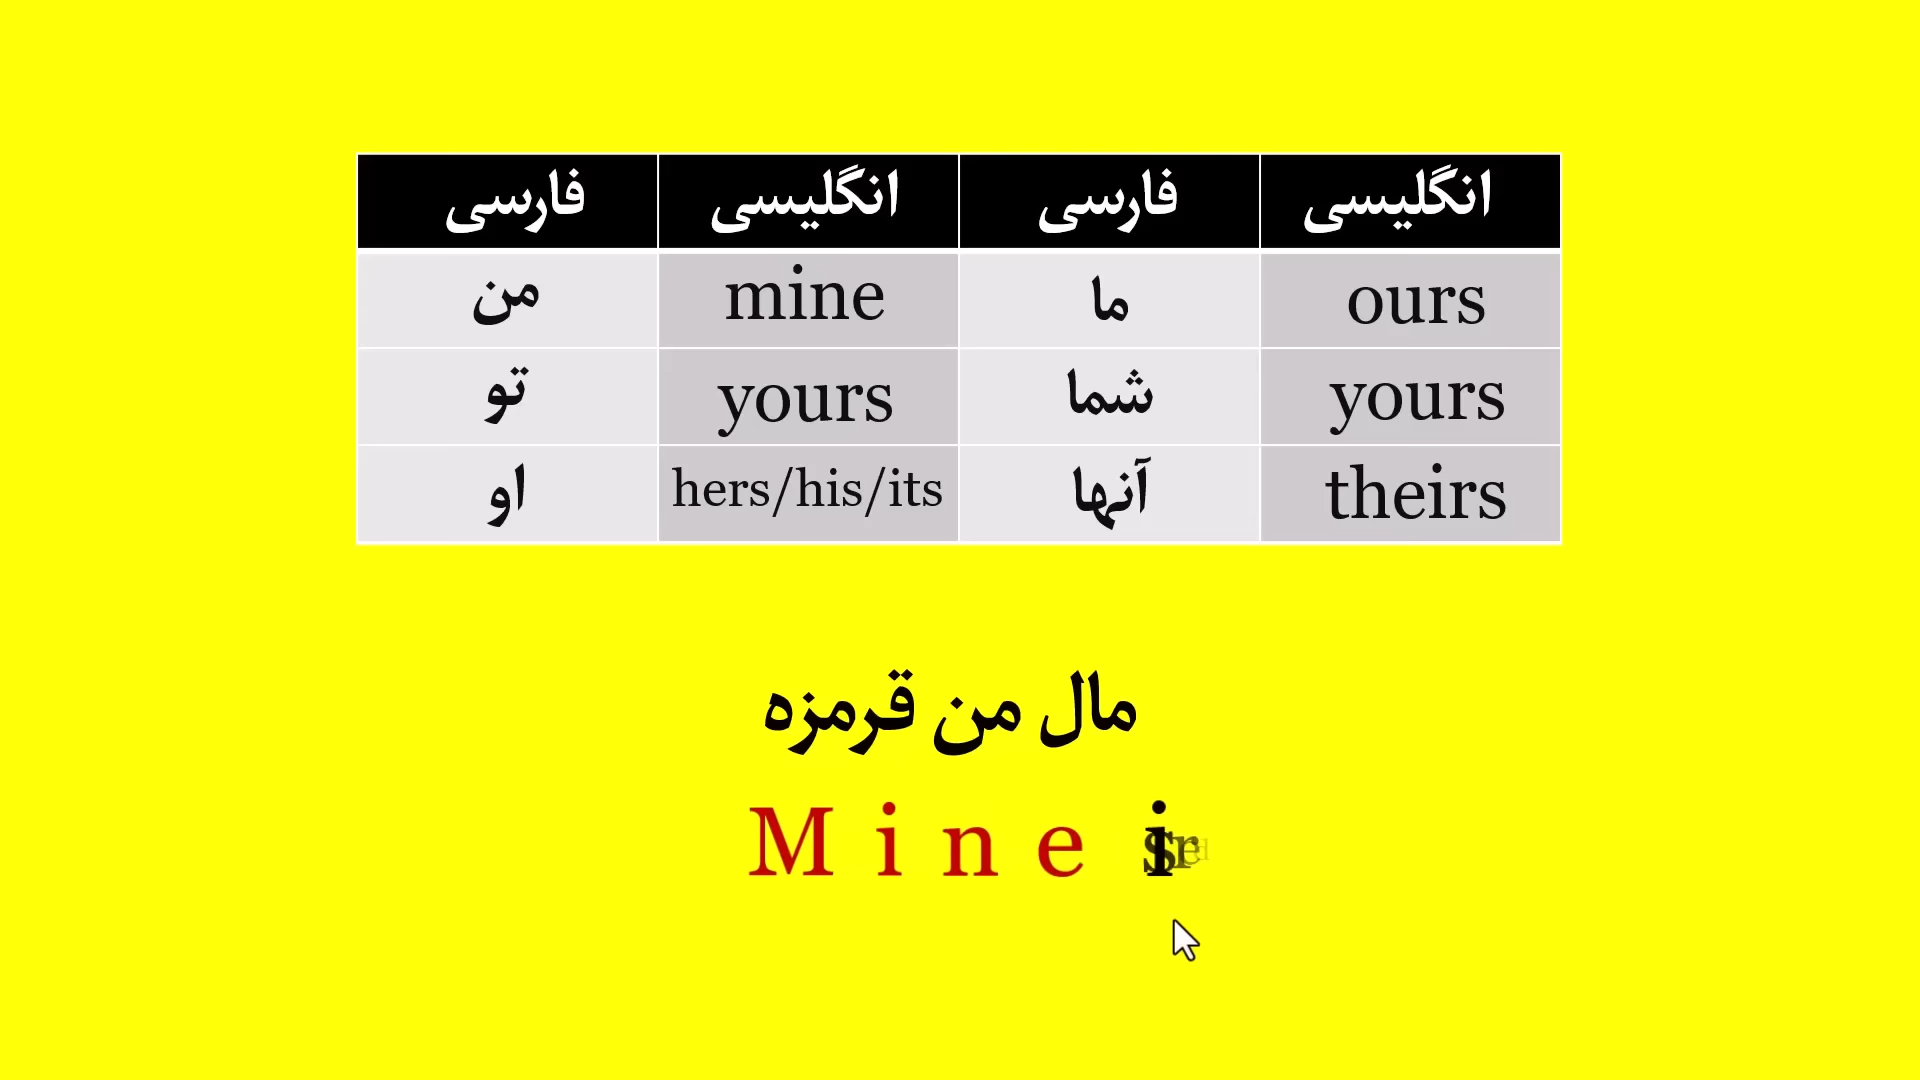 فارسی انگلیسی فارسی انگلیسی
من mine ما ours
تو yours شما yours
او hers/his/its آنها theirs
مال من قرمزه
Mine i